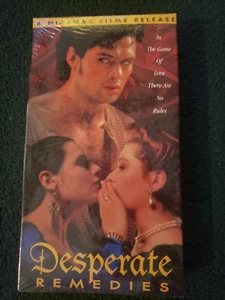 A MIRAMAX FILMS RELEASE
In
The Game
Of
Love
There Are
No
Rules
Desperate
REMEDIES